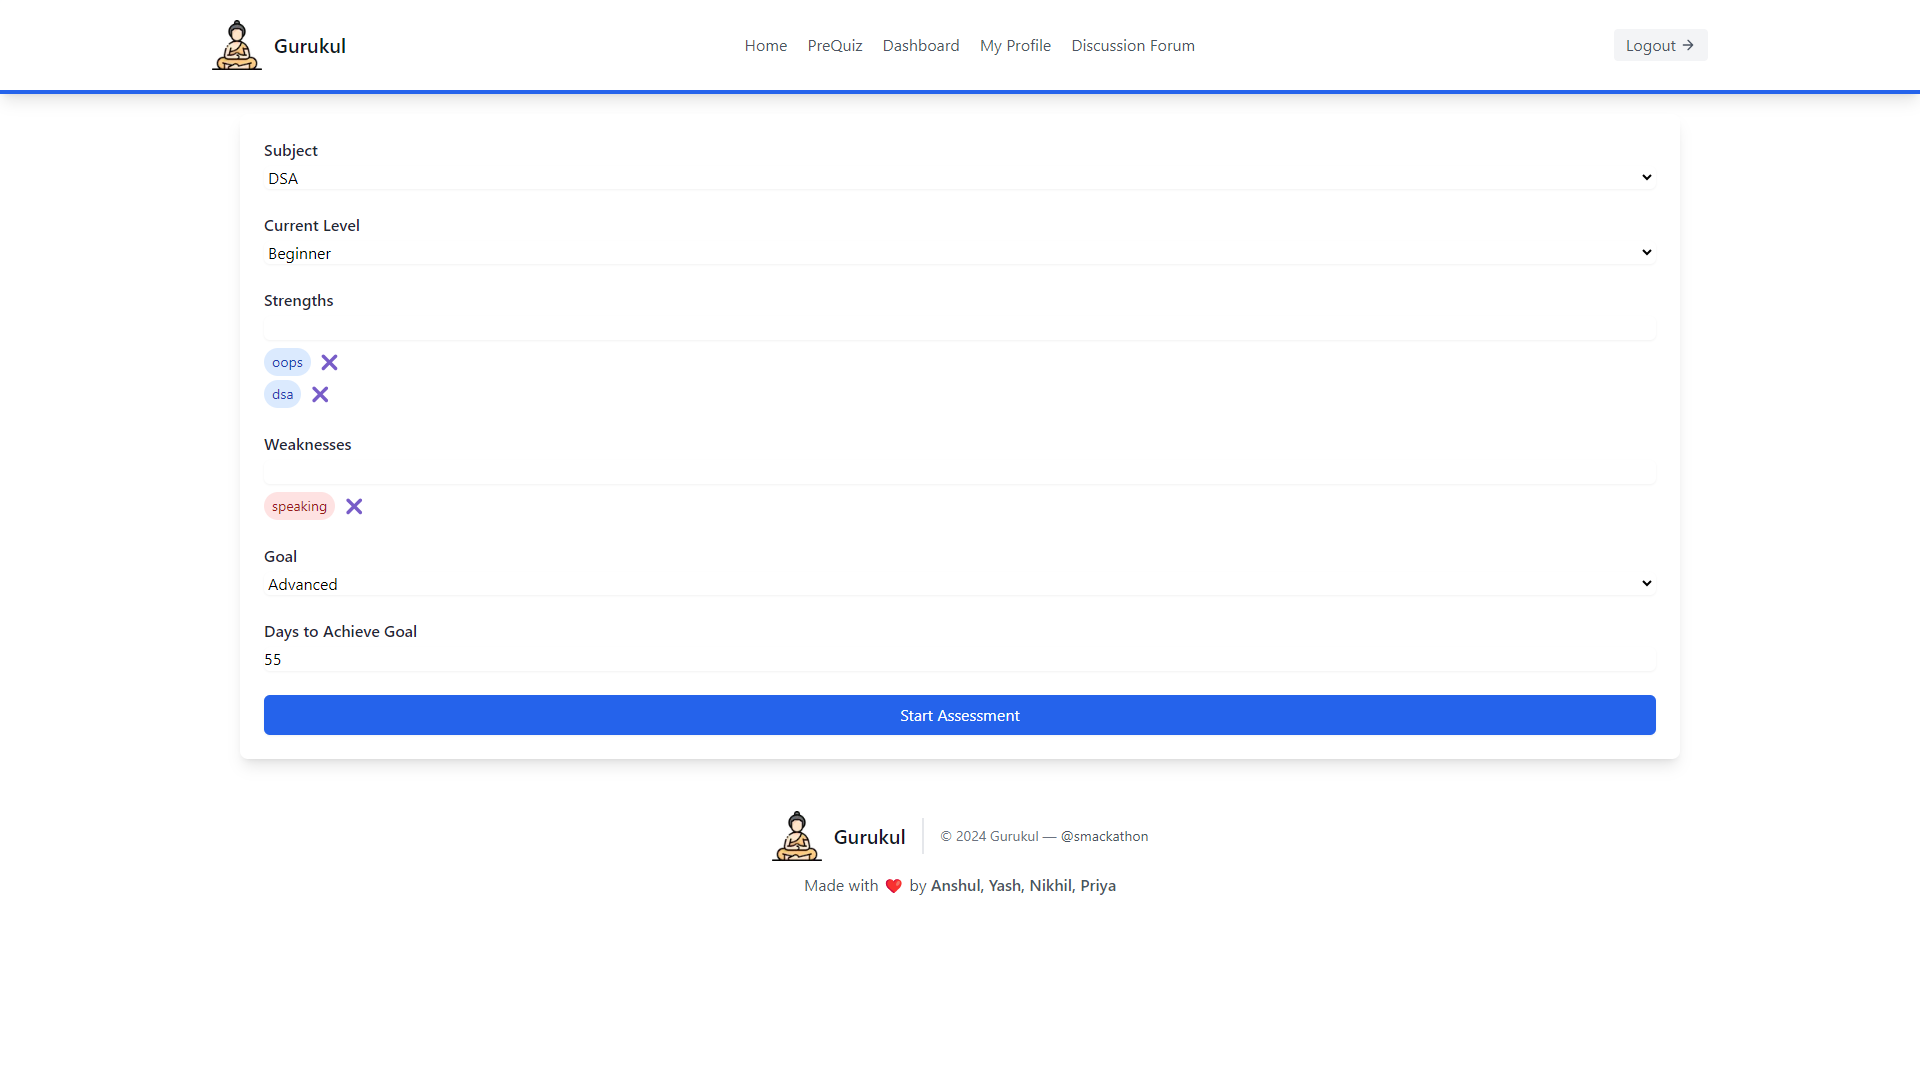 Gurukul
Home PreQuiz Dashboard My Profile Discussion Forum
Logout →
Subject
DSA
Current Level
Beginner
Strengths
oops
dsa
Weaknesses
speaking
Goal
Advanced
Days to Achieve Goal
55
Start Assessment
Gurukul
© 2024 Gurukul — @smackathon
Made with ❤️ by Anshul, Yash, Nikhil, Priya